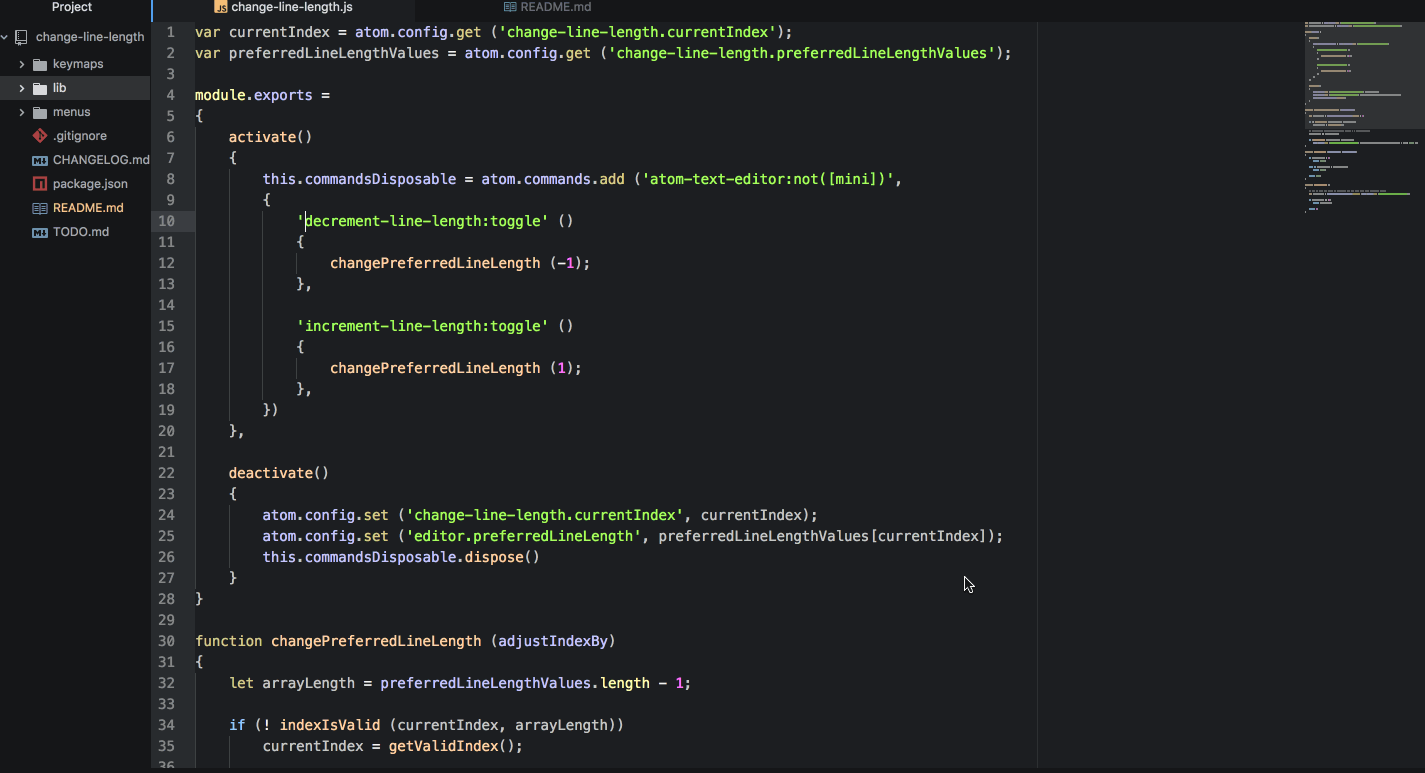 Project
change-line-length
keymaps
lib
menus
.gitignore
CHANGELOG.md
package.json
README.md
TODO.md
JS change-line-length.js
README.md
1 var currentIndex = atom.config.get ('change-line-length.currentIndex');
2 var preferredLineLengthValues = atom.config.get ('change-line-length.preferredLineLengthValues');
3
4 module.exports =
5 {
6 activate()
7 {
8 this.commandsDisposable = atom.commands.add ('atom-text-editor:not([mini])',
9 {
10 'decrement-line-length:toggle' ()
11 {
12 changePreferredLineLength (-1);
13 },
14
15 'increment-line-length:toggle' ()
16 {
17 changePreferredLineLength (1);
18 },
19 })
20 },
21
22 deactivate()
23 {
24 atom.config.set ('change-line-length.currentIndex', currentIndex);
25 atom.config.set ('editor.preferredLineLength', preferredLineLengthValues[currentIndex]);
26 this.commandsDisposable.dispose()
27 }
28 }
29
30 function changePreferredLineLength (adjustIndexBy)
31 {
32 let arrayLength = preferredLineLengthValues.length - 1;
33
34 if (! indexIsValid (currentIndex, arrayLength))
35 currentIndex = getValidIndex();
36